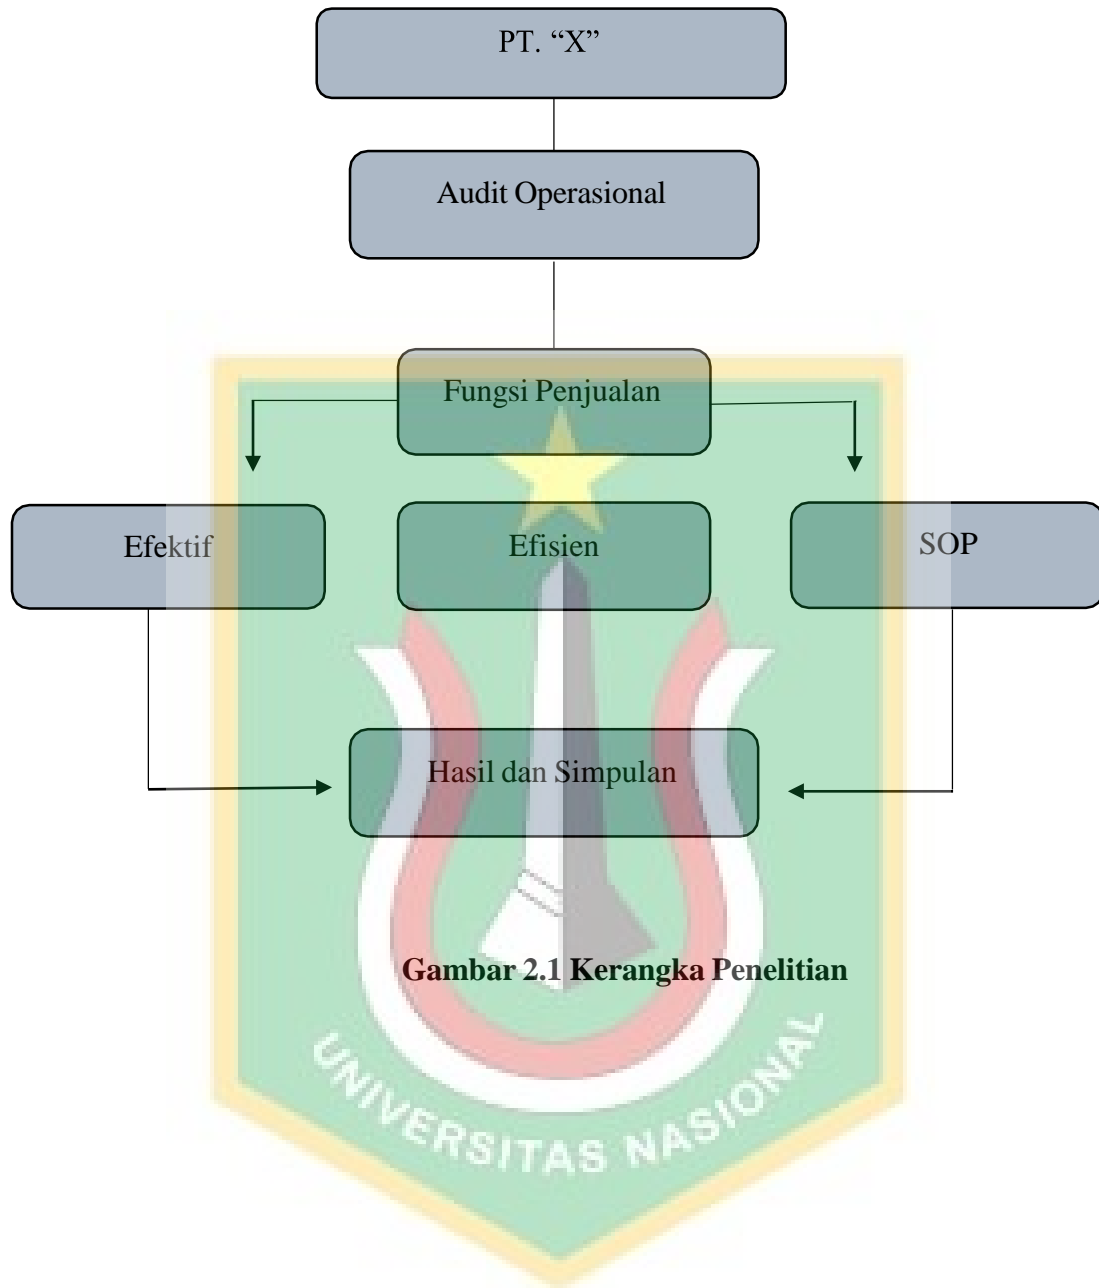 PT. “X”
Audit Operasional
Fungsi Penjualan
Efektif
Efisien
SOP
Hasil dan Simpulan
Gambar 2.1 Kerangka Penelitian
UNIVERSITAS NASIONAL